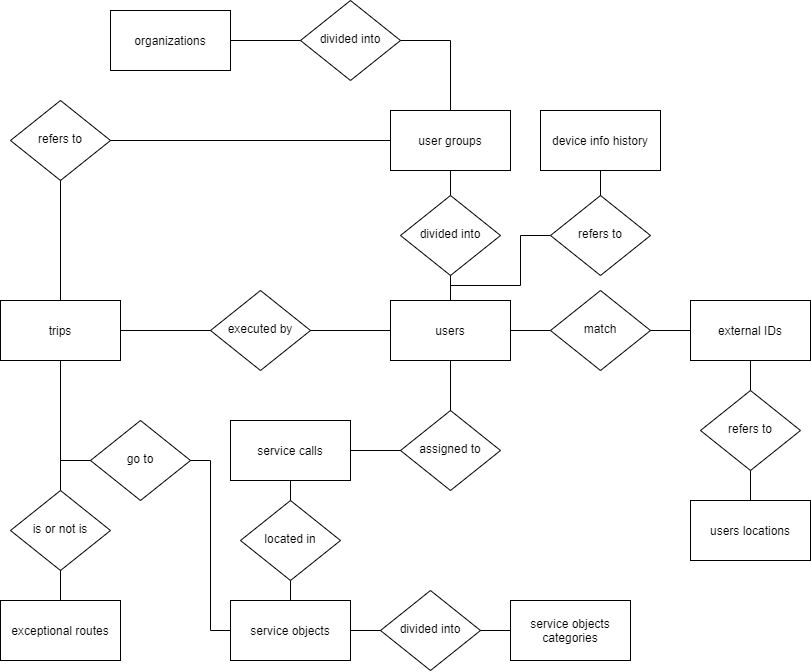 organizations
divided into
refers to
user groups
device info history
divided into
refers to
trips
executed by
users
match
external IDs
go to
service calls
assigned to
refers to
is or not is
located in
users locations
exceptional routes
service objects
divided into
service objects
categories